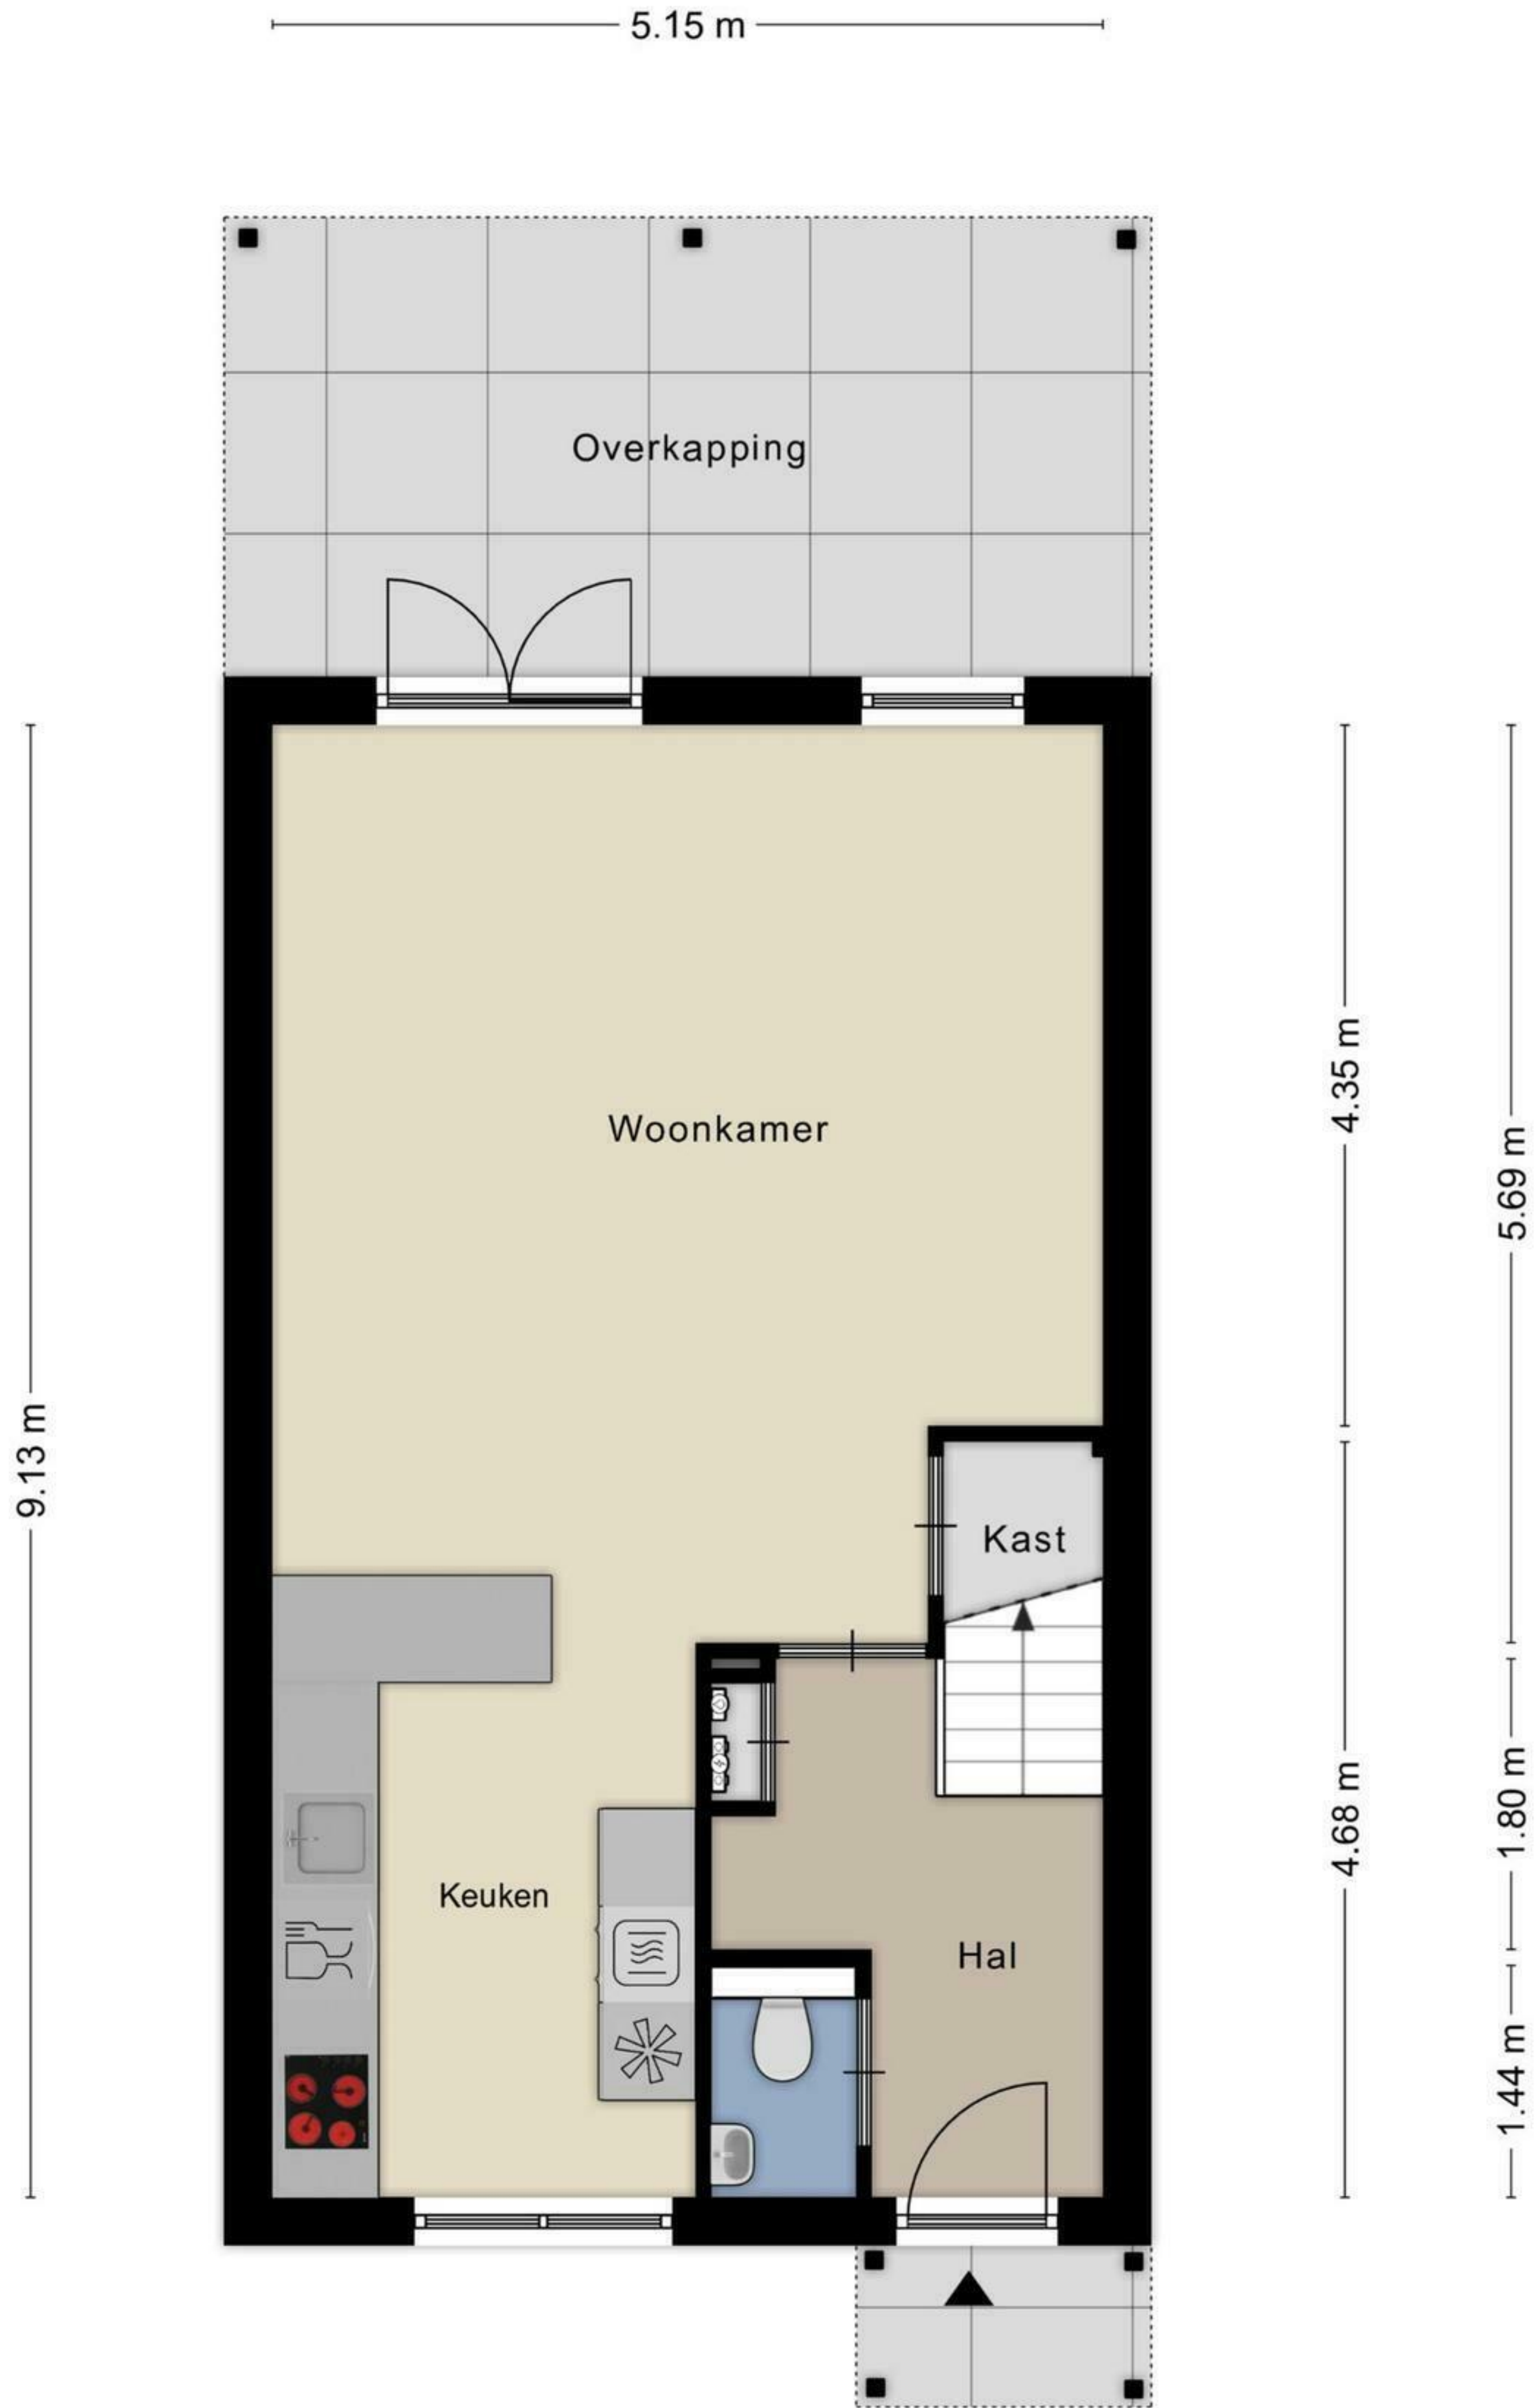 5.15 m
Overkapping
Woonkamer
4.35 m
5.69 m
9.13 m
Kast
Keuken
Hal
4.68 m
1.80 m
1.44 m